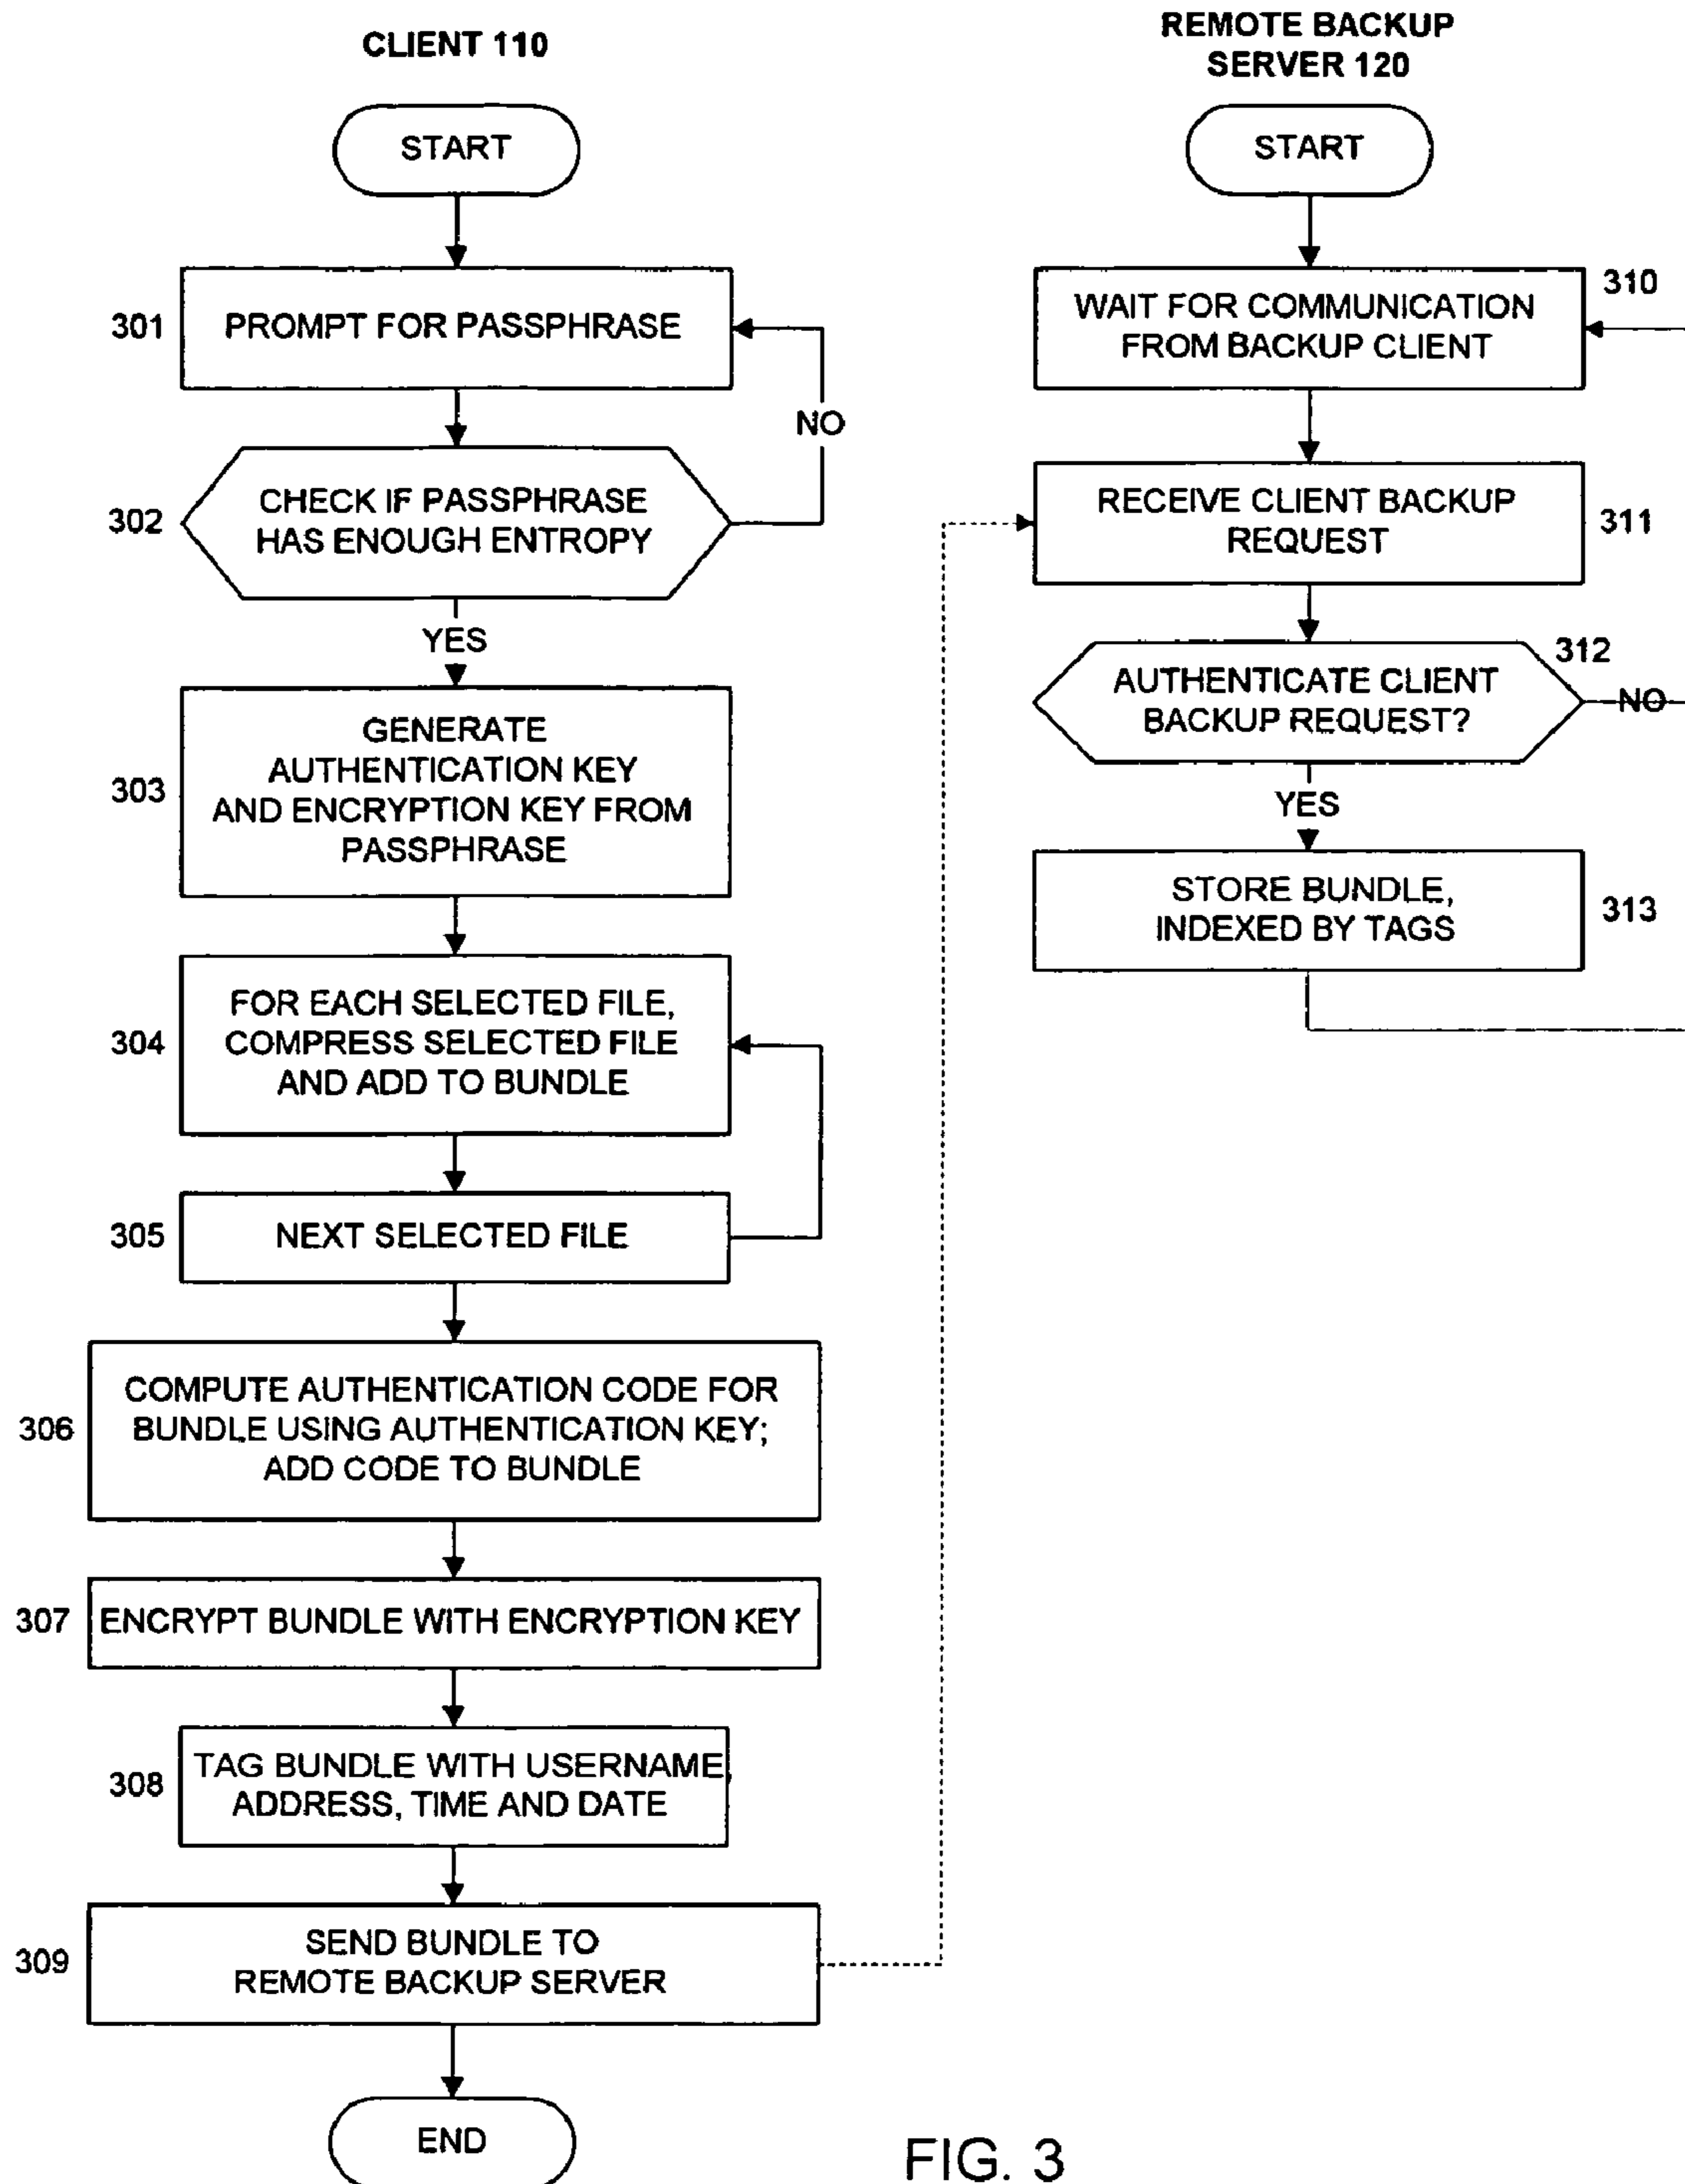 CLIENT 110
START
301
PROMPT FOR PASSPHRASE
NO
302
CHECK IF PASSPHRASE
HAS ENOUGH ENTROPY
YES
303
GENERATE
AUTHENTICATION KEY
AND ENCRYPTION KEY FROM
PASSPHRASE
304
FOR EACH SELECTED FILE,
COMPRESS SELECTED FILE
AND ADD TO BUNDLE
305
NEXT SELECTED FILE
306
COMPUTE AUTHENTICATION CODE FOR
BUNDLE USING AUTHENTICATION KEY;
ADD CODE TO BUNDLE
307
ENCRYPT BUNDLE WITH ENCRYPTION KEY
308
TAG BUNDLE WITH USERNAME,
ADDRESS, TIME AND DATE
309
SEND BUNDLE TO
REMOTE BACKUP SERVER
END
REMOTE BACKUP
SERVER 120
START
310
WAIT FOR COMMUNICATION
FROM BACKUP CLIENT
RECEIVE CLIENT BACKUP
REQUEST
311
312
AUTHENTICATE CLIENT
BACKUP REQUEST?
NO
YES
STORE BUNDLE,
INDEXED BY TAGS
313
FIG. 3